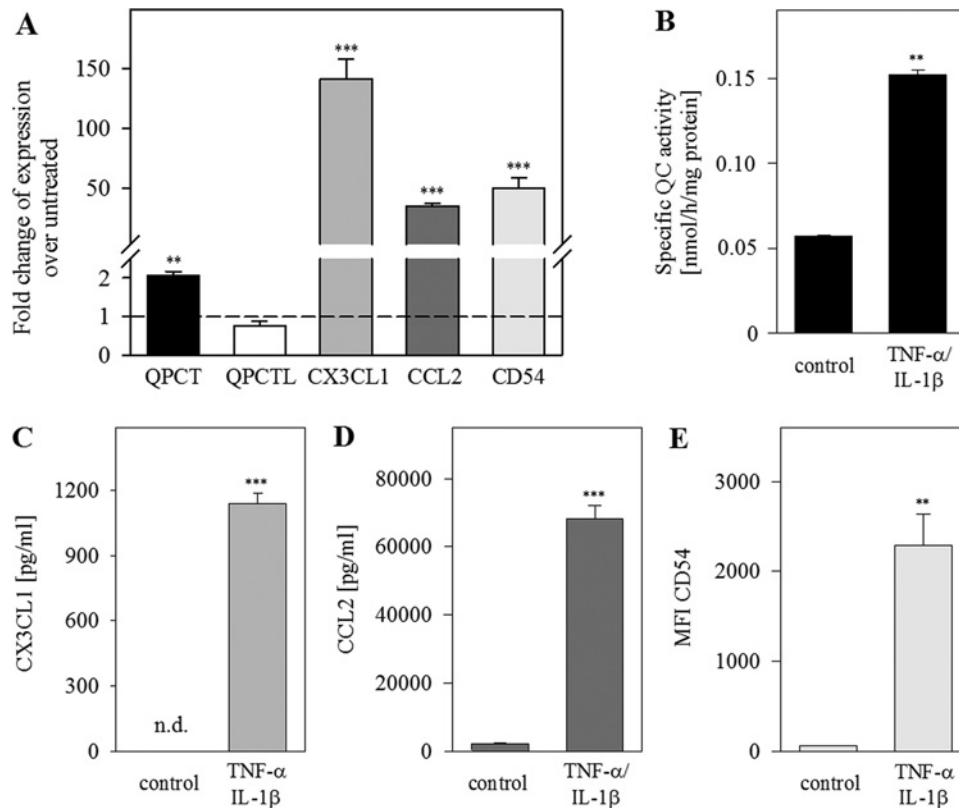 A
Fold change of expression
over untreated
150
100
50
2
1
0
***
***
***
**
QPCT QPCTL CX3CL1 CCL2 CD54
B
Specific QC activity
[nmol/h/mg protein]
0.15
0.10
0.05
0
**
control TNF-α/
IL-1β
C
CX3CL1 [pg/ml]
1200
900
600
300
0
***
n.d.
control TNF-α
IL-1β
D
CCL2 [pg/ml]
80000
60000
40000
20000
0
***
control TNF-α/
IL-1β
E
MFI CD54
3000
2000
1000
0
**
control TNF-α
IL-1β